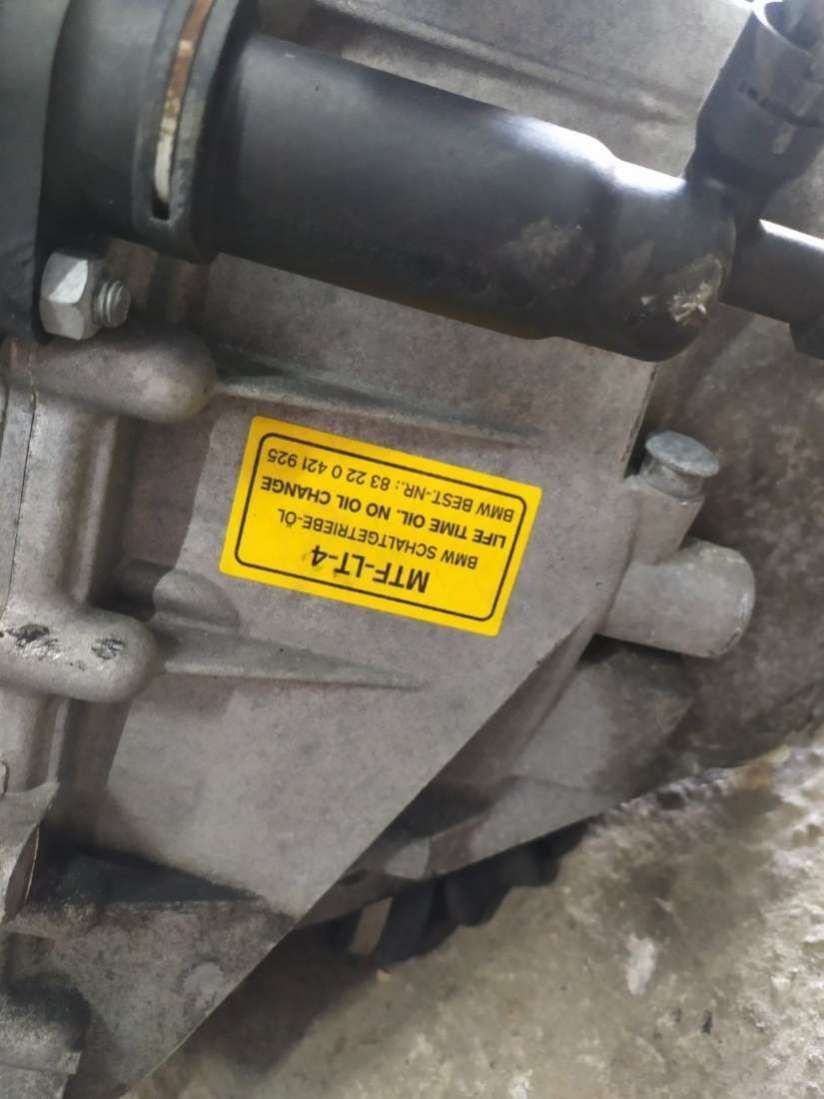 MTF-LT-4
BMW SCHALTGETRIEBE-ÖL
LIFE TIME OIL. NO OIL CHANGE
BMW BEST.-NR.: 83 22 0 421 925